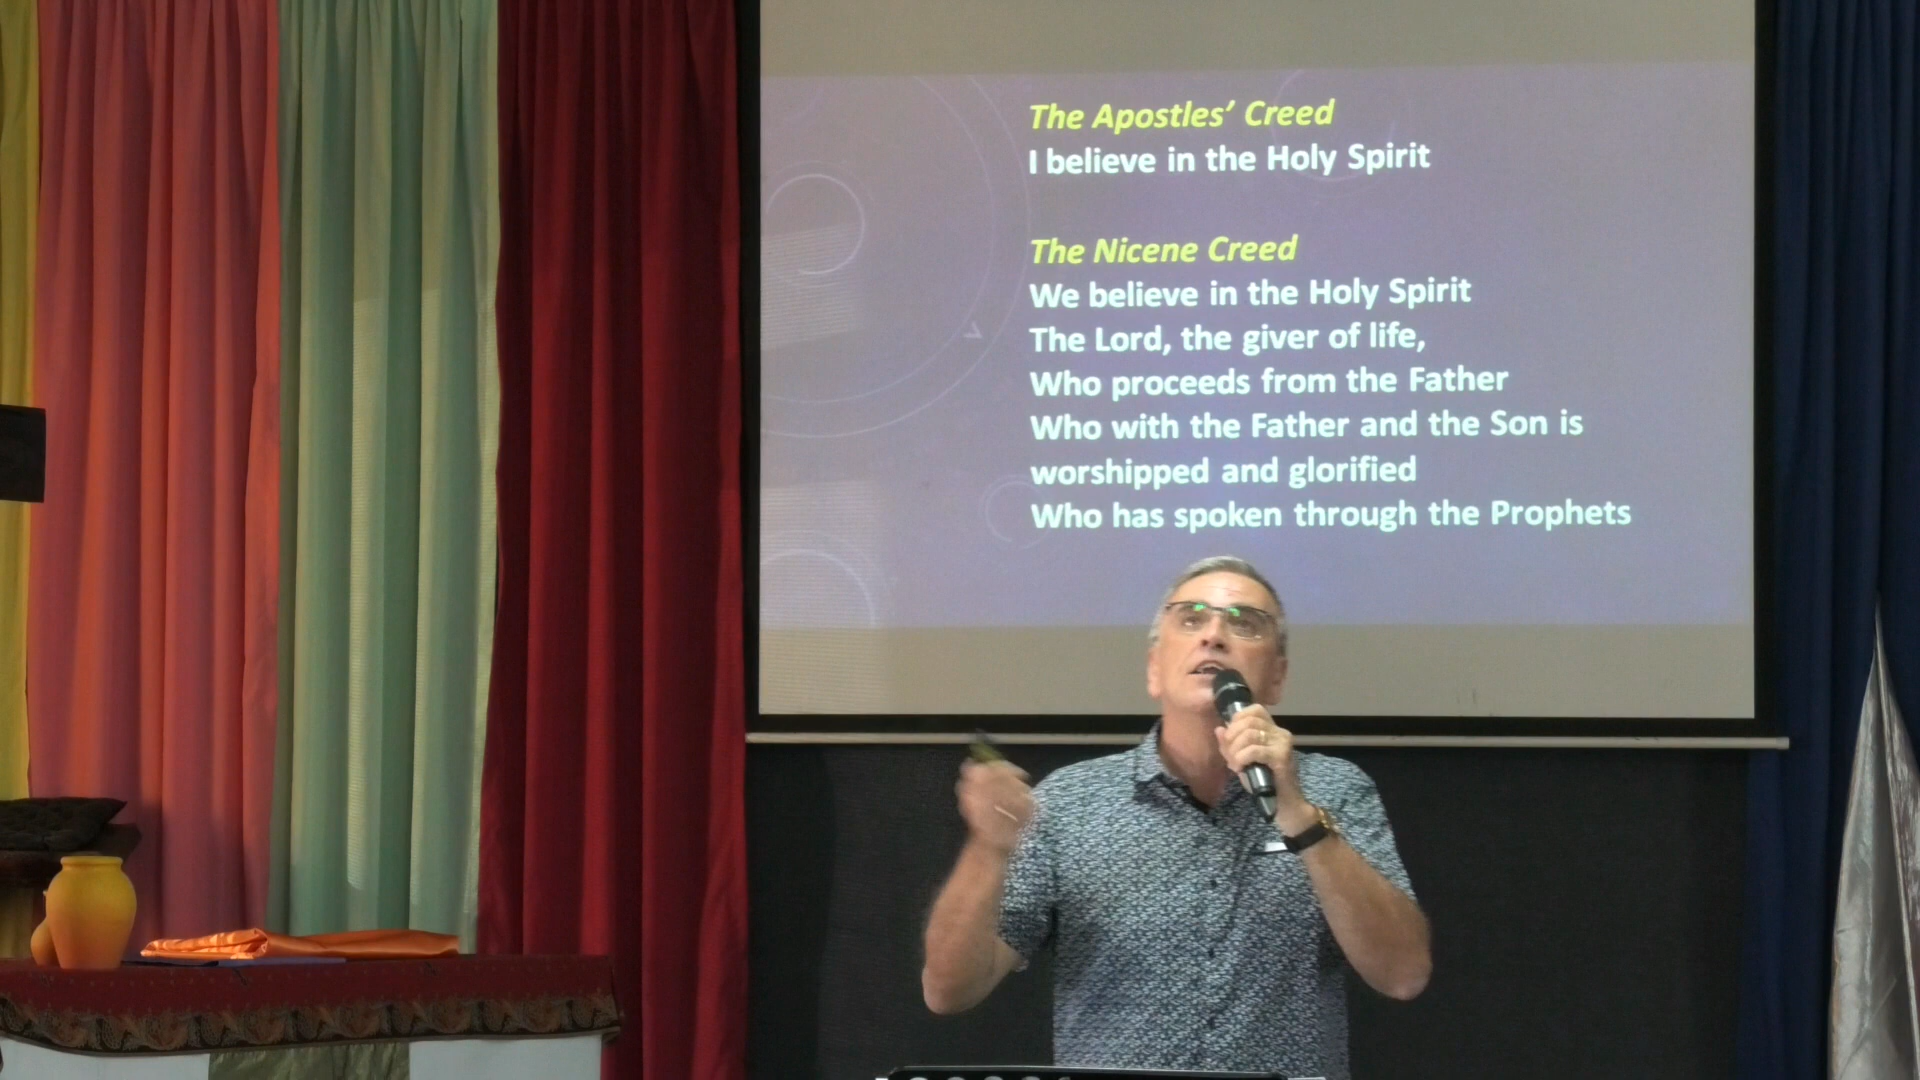 The Apostles’ Creed
I believe in the Holy Spirit
The Nicene Creed
We believe in the Holy Spirit
The Lord, the giver of life,
Who proceeds from the Father
Who with the Father and the Son is
worshipped and glorified
Who has spoken through the Prophets